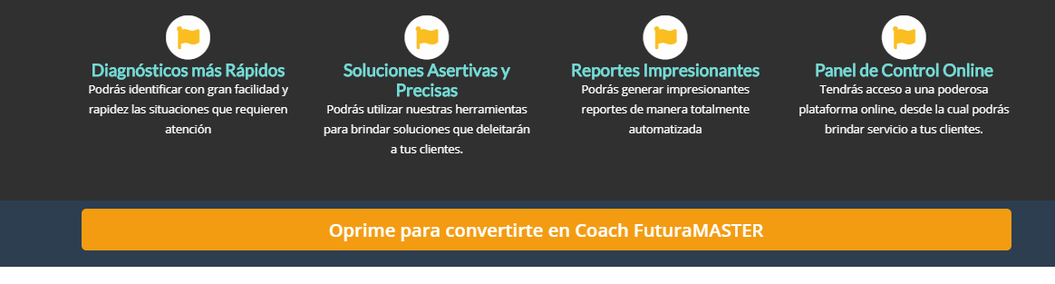 Diagnósticos más Rápidos
Podrás identificar con gran facilidad y
rapidez las situaciones que requieren
atención
Soluciones Asertivas y
Precisas
Podrás utilizar nuestras herramientas
para brindar soluciones que deleitarán
a tus clientes.
Reportes Impresionantes
Podrás generar impresionantes
reportes de manera totalmente
automatizada
Panel de Control Online
Tendrás acceso a una poderosa
plataforma online, desde la cual podrás
brindar servicio a tus clientes.
Oprime para convertirte en Coach FuturaMASTER